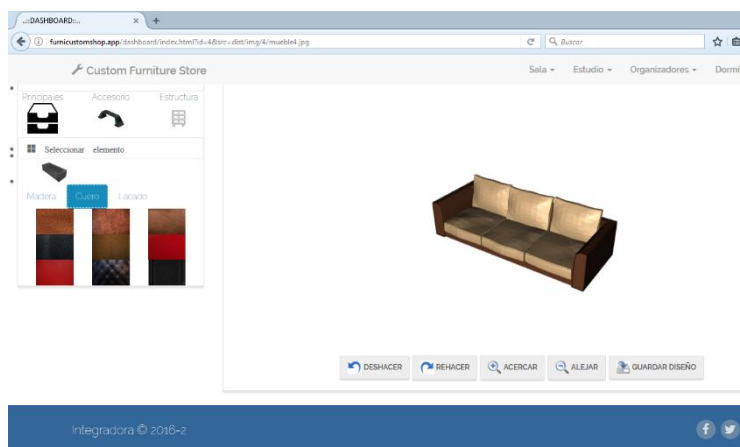 ..::DASHBOARD::...
furnicustomshop.app/dashboard/index.html?id=4&src=dist/img/4/mueble4.jpg
Buscar
Custom Furniture Store
Sala
Estudio
Organizadores
Dormi
Principales
Accesorio
Estructura
Seleccionar elemento
Madera
Cuero
Lacado
DESHACER
REHACER
ACERCAR
ALEJAR
GUARDAR DISEÑO
Integradora © 2016-2